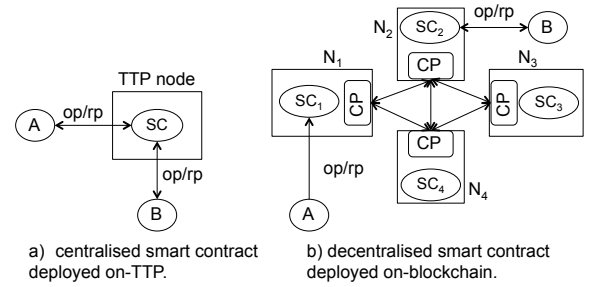 TTP node
A
op/rp
SC
op/rp
B
a) centralised smart contract
deployed on-TTP.
op/rp
N2
SC2
B
CP
N1
SC1
CP
N3
CP
SC3
CP
SC4
N4
op/rp
A
b) decentralised smart contract
deployed on-blockchain.